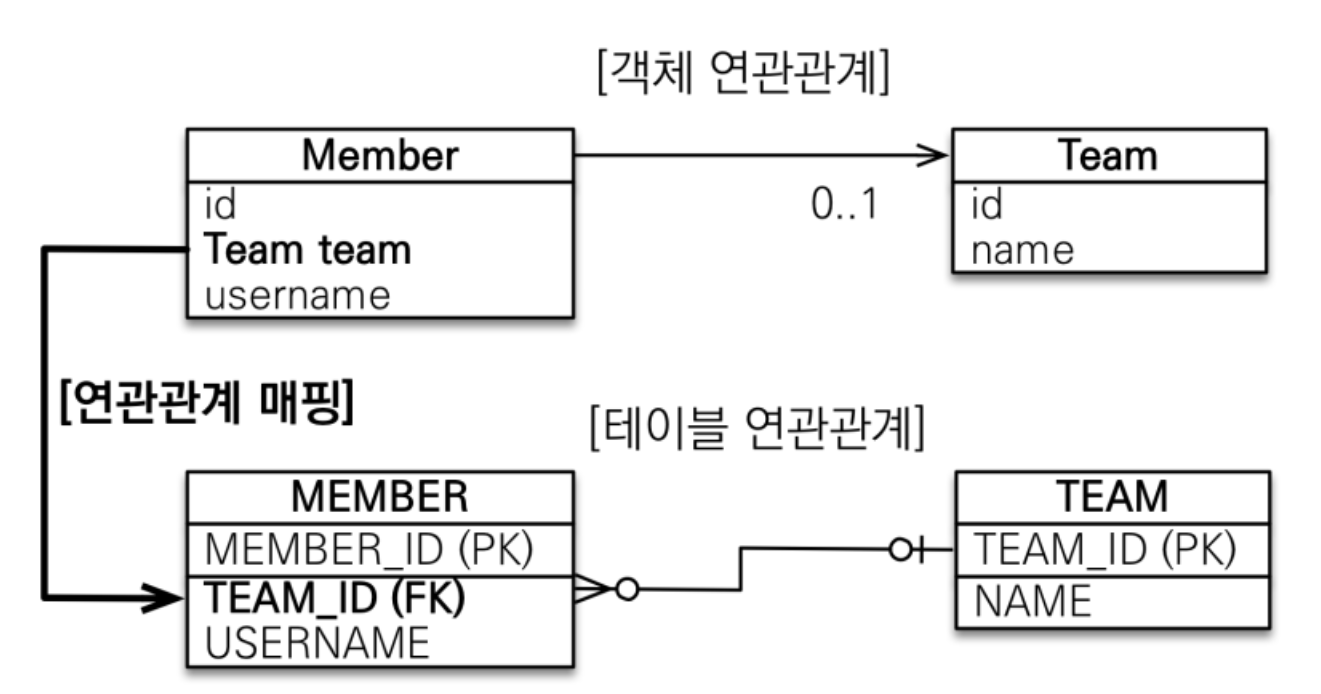 [객체 연관관계]
Member
id
Team team
username
0..1
Team
id
name
[연관관계 매핑]
[테이블 연관관계]
MEMBER
MEMBER_ID (PK)
TEAM_ID (FK)
USERNAME
TEAM
TEAM_ID (PK)
NAME